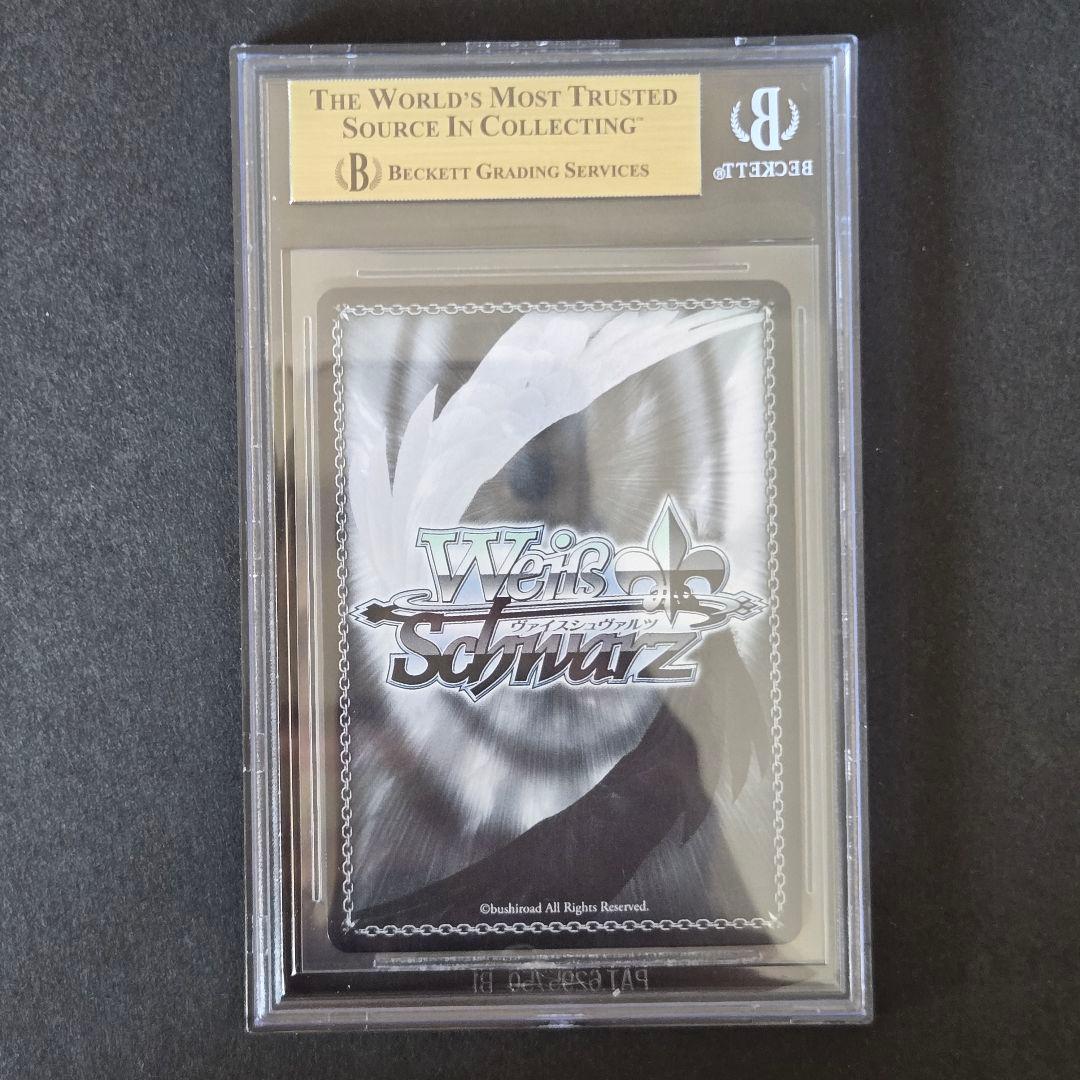 THE WORLD'S MOST TRUSTED
SOURCE IN COLLECTING™
B BECKETT GRADING SERVICES
B
BECKETT®
Weiß
ヴァイスシュヴァルツ
Schwarz
©bushiroad All Rights Reserved.